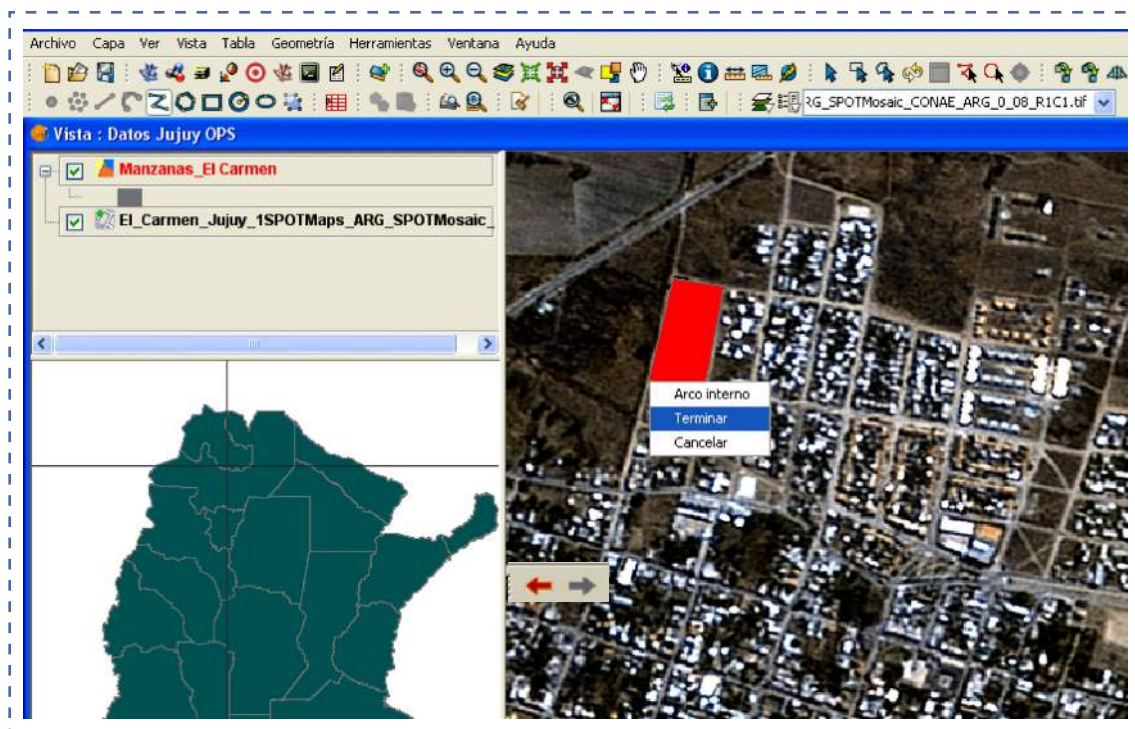 Archivo Capa Ver Vista Tabla Geometría Herramientas Ventana Ayuda
RG_SPOTMosaic_CONAE_ARG_0_08_R1C1.tif
Vista : Datos Jujuy OPS
Manzanas_El Carmen
El_Carmen_Jujuy_1SPOTMaps_ARG_SPOTMosaic_
Arco interno
Terminar
Cancelar